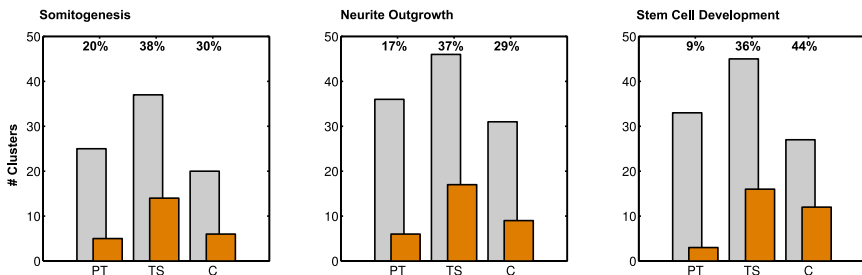 Somitogenesis
Neurite Outgrowth
Stem Cell Development
# Clusters
50
40
30
20
10
0
20% 38% 30%
PT TS C
50
40
30
20
10
0
17% 37% 29%
PT TS C
50
40
30
20
10
0
9% 36% 44%
PT TS C